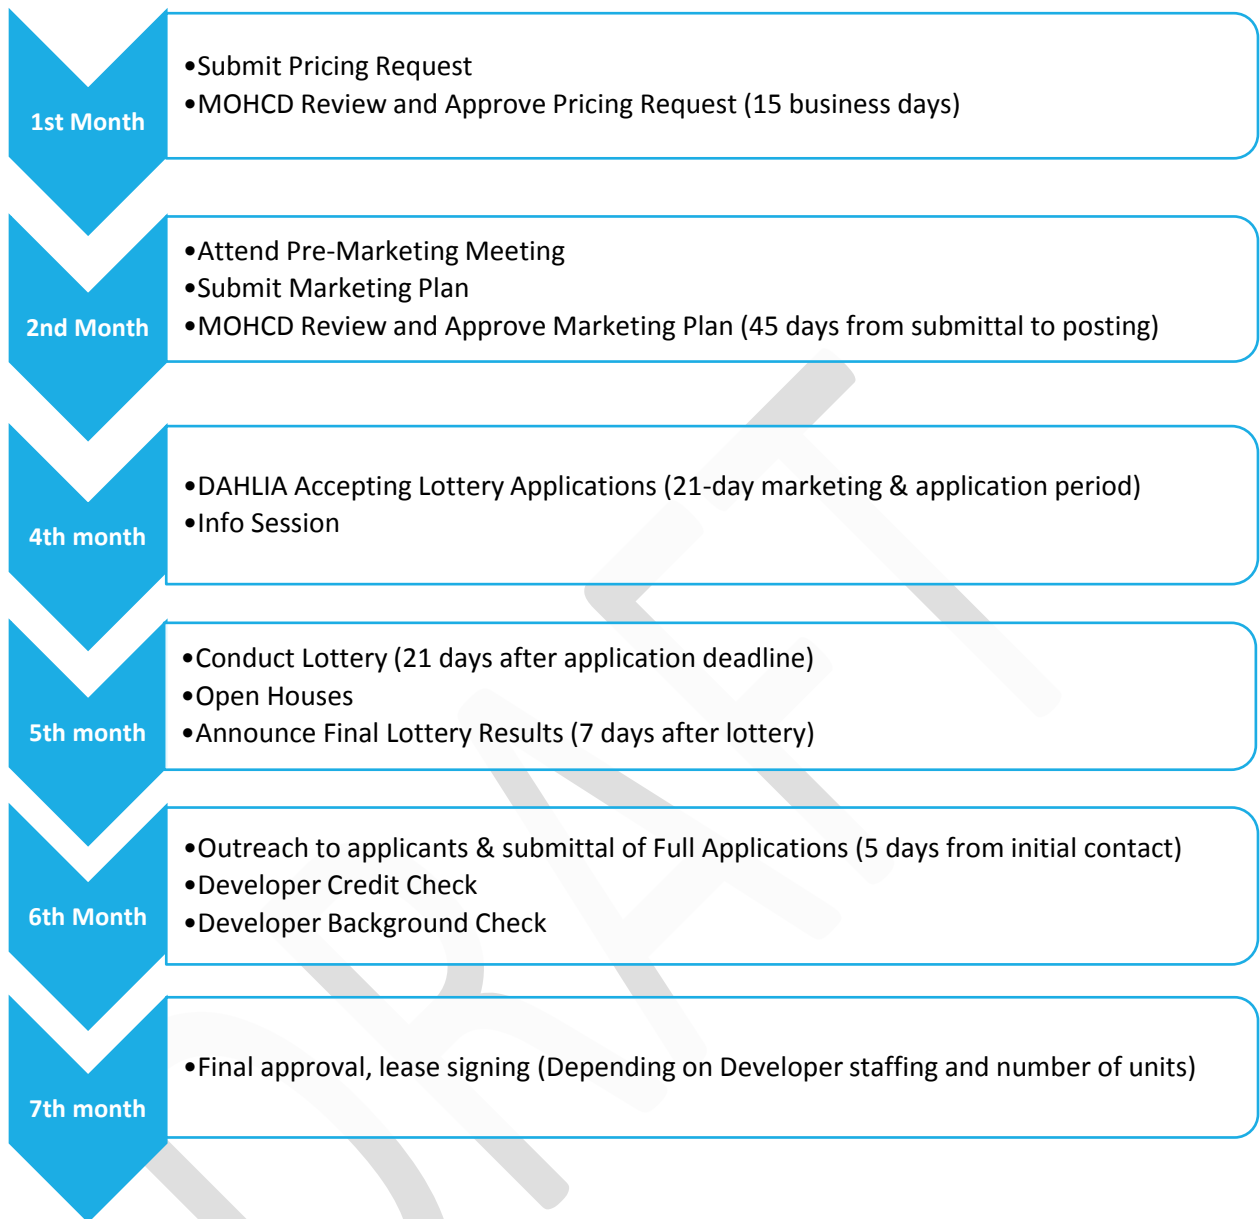 1st Month
•Submit Pricing Request
•MOHCD Review and Approve Pricing Request (15 business days)
2nd Month
•Attend Pre-Marketing Meeting
•Submit Marketing Plan
•MOHCD Review and Approve Marketing Plan (45 days from submittal to posting)
4th month
•DAHLIA Accepting Lottery Applications (21-day marketing & application period)
•Info Session
5th month
•Conduct Lottery (21 days after application deadline)
•Open Houses
•Announce Final Lottery Results (7 days after lottery)
6th Month
•Outreach to applicants & submittal of Full Applications (5 days from initial contact)
•Developer Credit Check
•Developer Background Check
7th month
•Final approval, lease signing (Depending on Developer staffing and number of units)
DRAFT